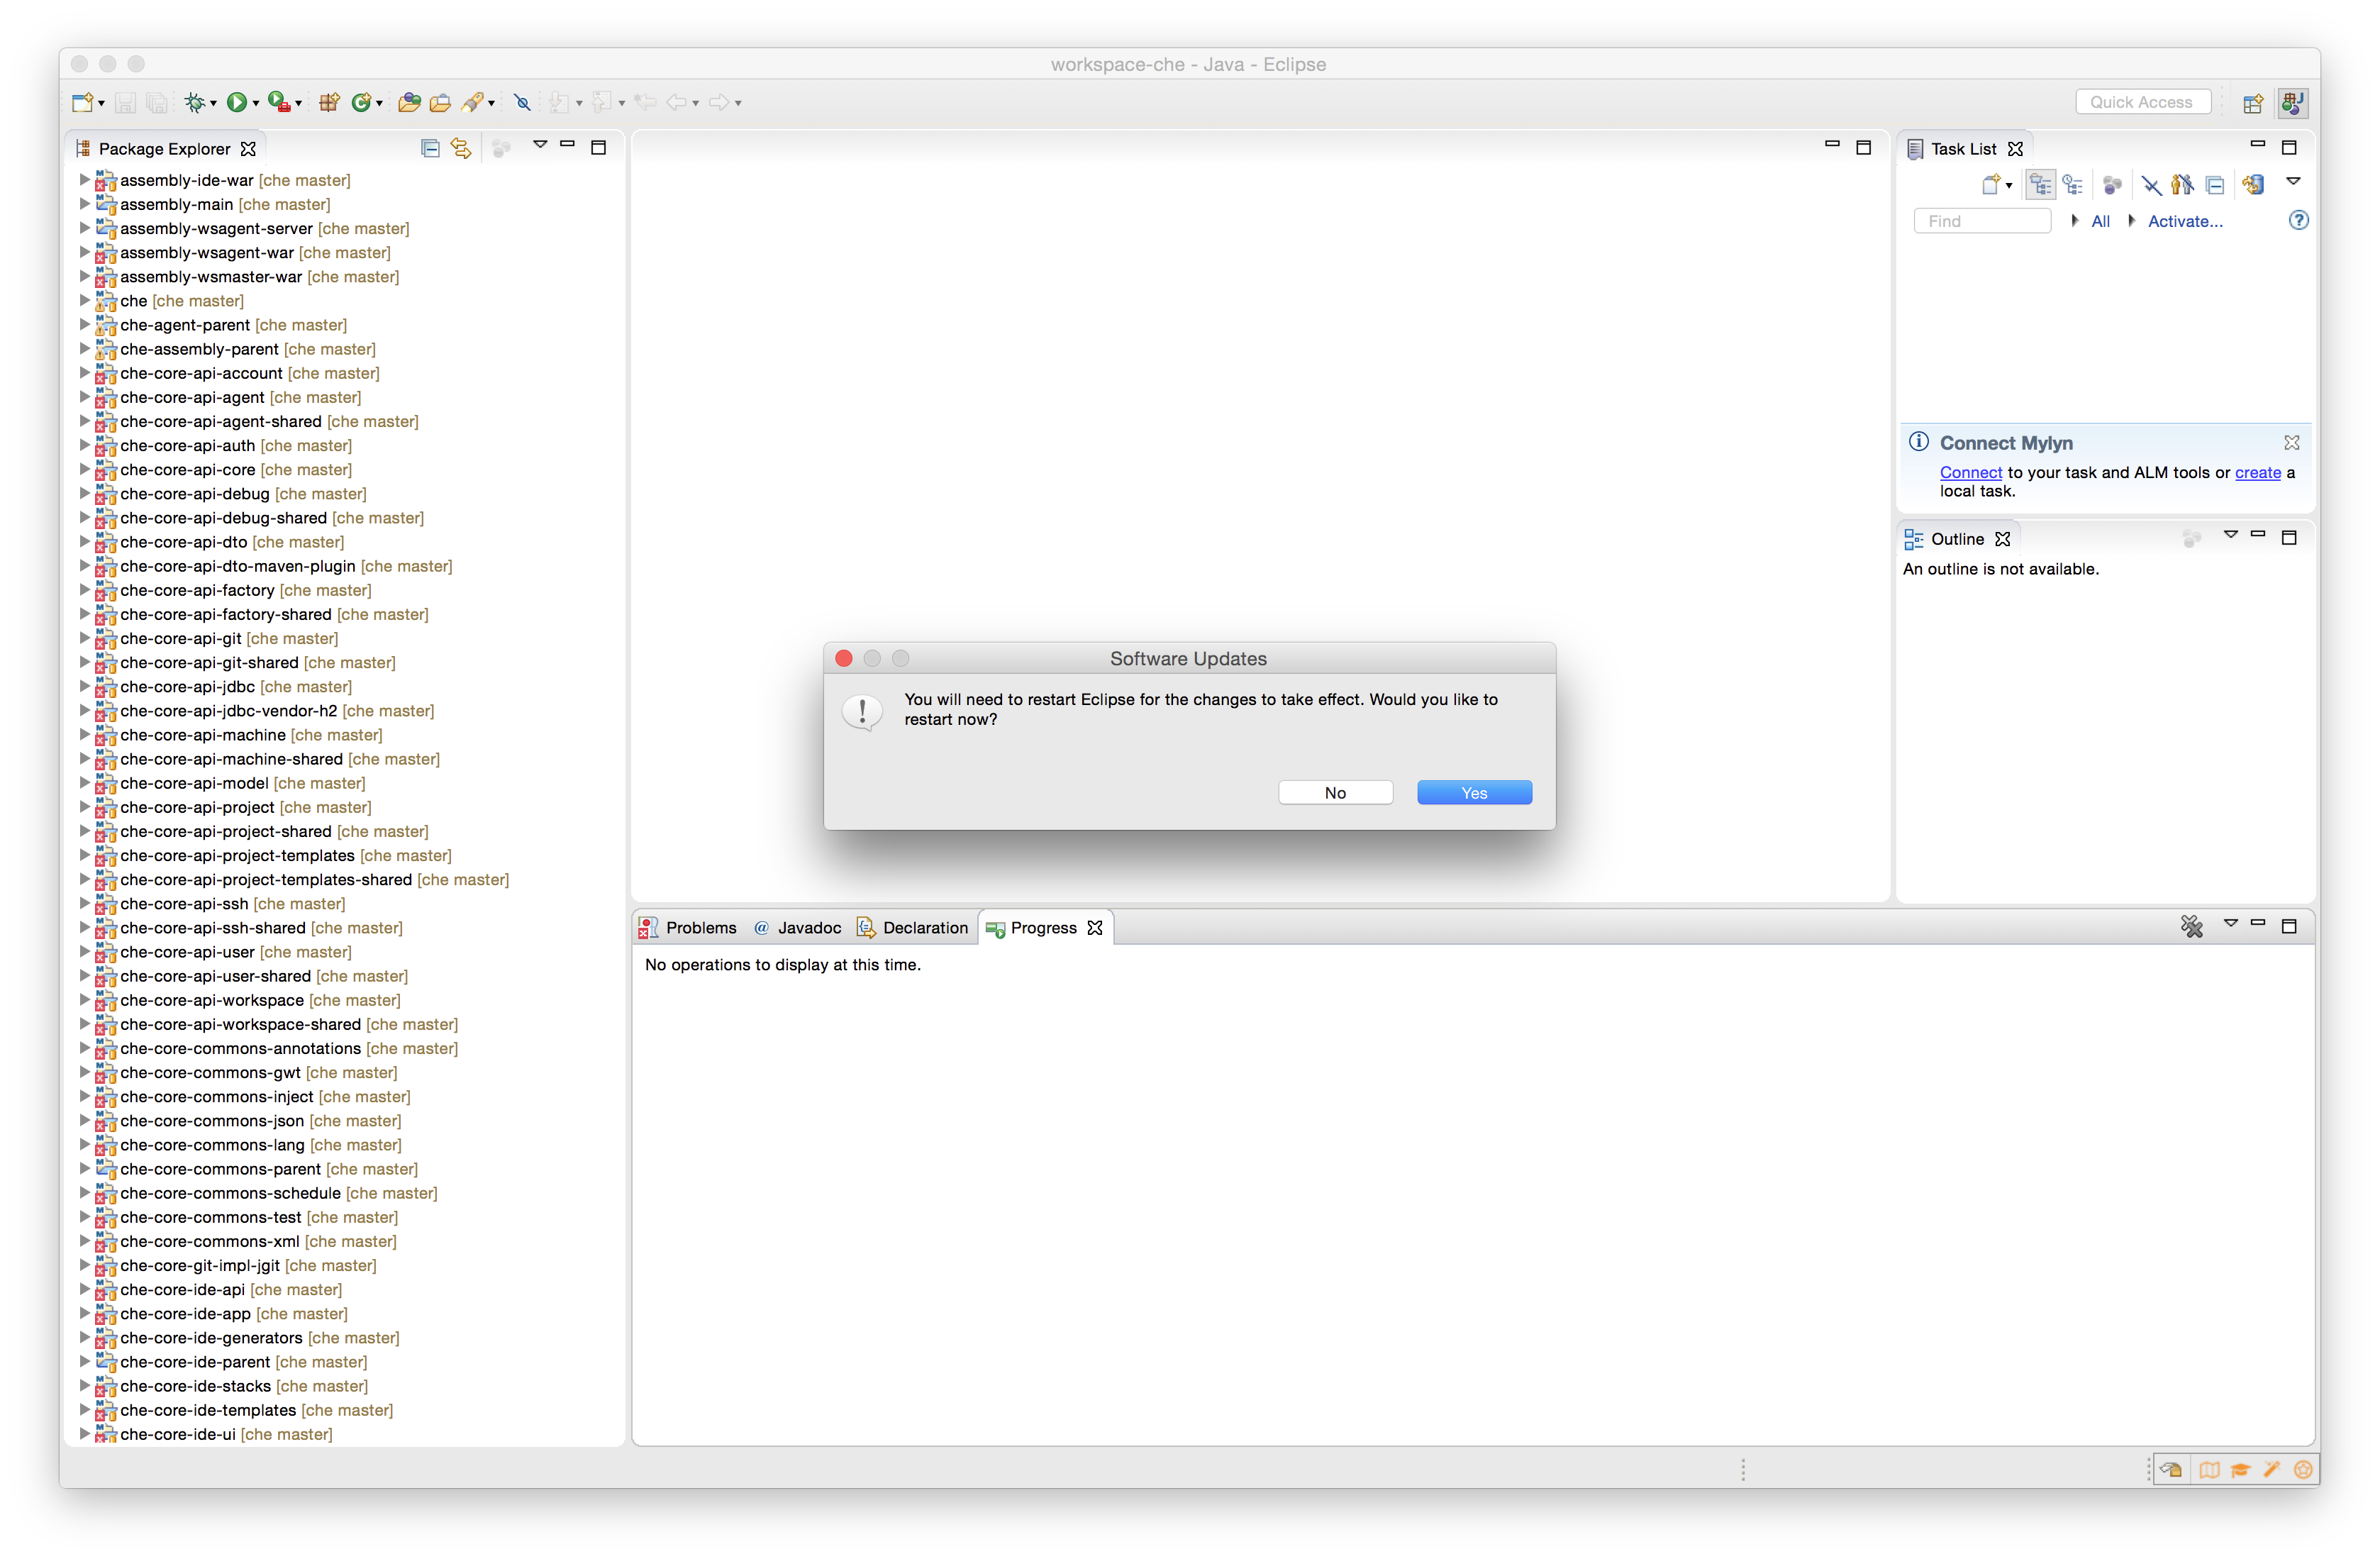 workspace-che - Java - Eclipse
Quick Access
Package Explorer
assembly-ide-war [che master]
assembly-main [che master]
assembly-wsagent-server [che master]
assembly-wsagent-war [che master]
assembly-wsmaster-war [che master]
che [che master]
che-agent-parent [che master]
che-assembly-parent [che master]
che-core-api-account [che master]
che-core-api-agent [che master]
che-core-api-agent-shared [che master]
che-core-api-auth [che master]
che-core-api-core [che master]
che-core-api-debug [che master]
che-core-api-debug-shared [che master]
che-core-api-dto [che master]
che-core-api-dto-maven-plugin [che master]
che-core-api-factory [che master]
che-core-api-factory-shared [che master]
che-core-api-git [che master]
che-core-api-git-shared [che master]
che-core-api-jdbc [che master]
che-core-api-jdbc-vendor-h2 [che master]
che-core-api-machine [che master]
che-core-api-machine-shared [che master]
che-core-api-model [che master]
che-core-api-project [che master]
che-core-api-project-shared [che master]
che-core-api-project-templates [che master]
che-core-api-project-templates-shared [che master]
che-core-api-ssh [che master]
che-core-api-ssh-shared [che master]
che-core-api-user [che master]
che-core-api-user-shared [che master]
che-core-api-workspace [che master]
che-core-api-workspace-shared [che master]
che-core-commons-annotations [che master]
che-core-commons-gwt [che master]
che-core-commons-inject [che master]
che-core-commons-json [che master]
che-core-commons-lang [che master]
che-core-commons-parent [che master]
che-core-commons-schedule [che master]
che-core-commons-test [che master]
che-core-commons-xml [che master]
che-core-git-impl-jgit [che master]
che-core-ide-api [che master]
che-core-ide-app [che master]
che-core-ide-generators [che master]
che-core-ide-parent [che master]
che-core-ide-stacks [che master]
che-core-ide-templates [che master]
che-core-ide-ui [che master]
Software Updates
You will need to restart Eclipse for the changes to take effect. Would you like to
restart now?
No
Yes
Problems
@ Javadoc
Declaration
Progress
No operations to display at this time.
Task List
Find
All
Activate...
Connect Mylyn
Connect to your task and ALM tools or create a
local task.
Outline
An outline is not available.